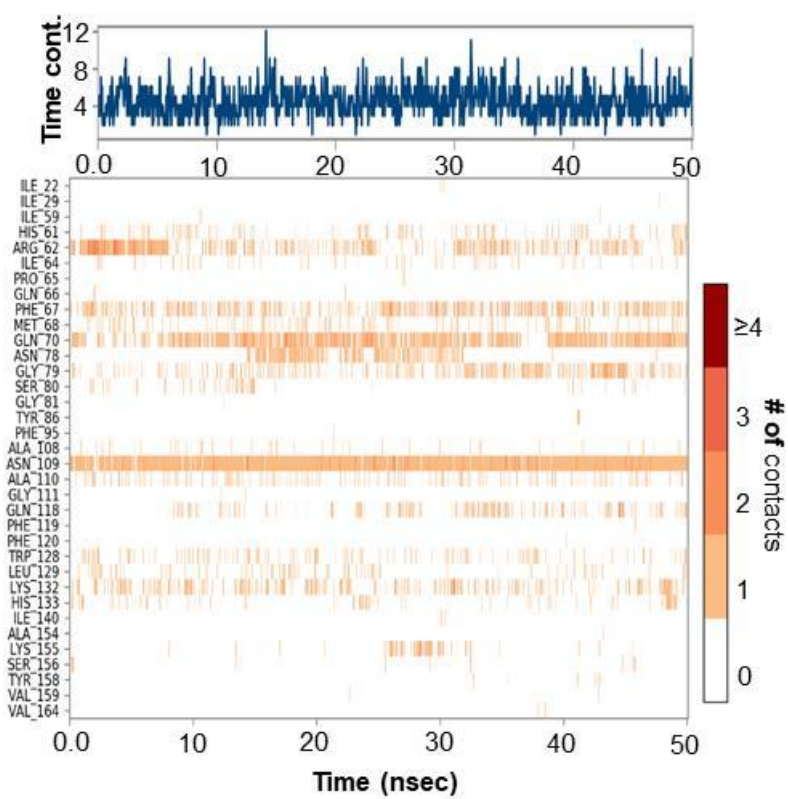 Time cont.
12
8
4
0.0 10 20 30 40 50
ILE_22
ILE_29
ILE_59
HIS_61
ARG_62
ILE_64
PRO_65
GLN_66
PHE_67
MET_68
GLN_70
ASN_78
GLY_79
SER_80
GLY_81
TYR_86
PHE_95
ALA_108
ASN_109
ALA_110
GLY_111
GLN_118
PHE_119
PHE_120
TRP_128
LEU_129
LYS_132
HIS_133
ILE_140
ALA_154
LYS_155
SER_156
TYR_158
VAL_159
VAL_164
0.0 10 20 30 40 50
Time (nsec)
≥4
3
2
1
0
# of contacts